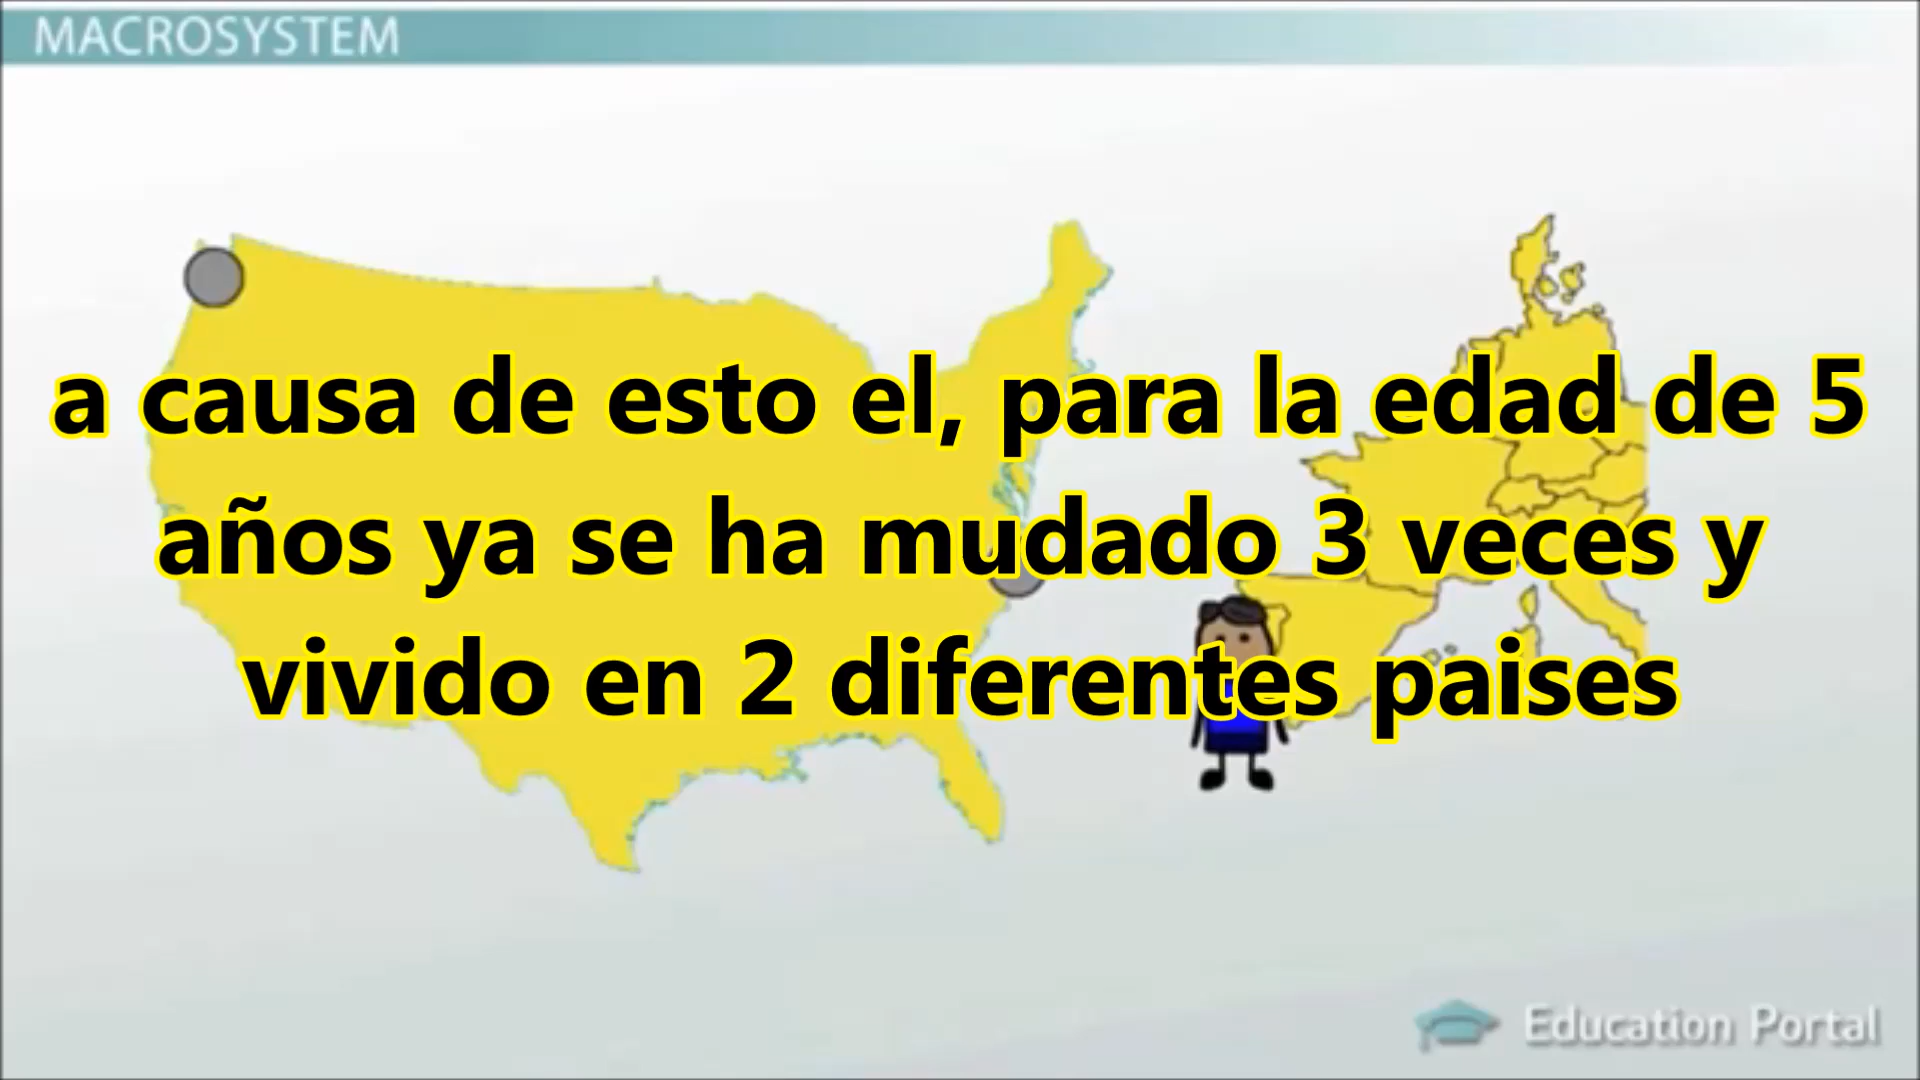 MACROSYSTEM
a causa de esto el, para la edad de 5
años ya se ha mudado 3 veces y
vivido en 2 diferentes paises
Education Portal